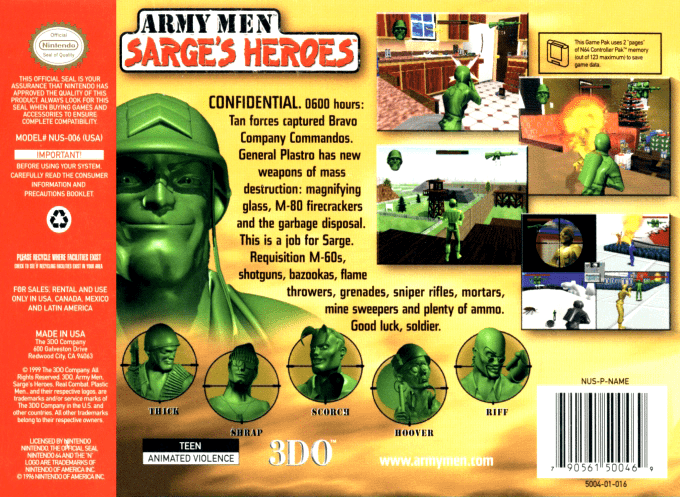 Official
Nintendo
Seal of Quality
THIS OFFICIAL SEAL IS YOUR
ASSURANCE THAT NINTENDO HAS
APPROVED THE QUALITY OF THIS
PRODUCT. ALWAYS LOOK FOR THIS
SEAL WHEN BUYING GAMES AND
ACCESSORIES TO ENSURE
COMPLETE COMPATIBILITY.
MODEL# NUS-006 (USA)
IMPORTANT!
BEFORE USING YOUR SYSTEM,
CAREFULLY READ THE CONSUMER
INFORMATION AND
PRECAUTIONS BOOKLET.
PLEASE RECYCLE WHERE FACILITIES EXIST
CHECK TO SEE IF RECYCLING FACILITIES EXIST IN YOUR AREA
FOR SALES, RENTAL AND USE
ONLY IN USA, CANADA, MEXICO
AND LATIN AMERICA
MADE IN USA
The 3DO Company
600 Galveston Drive
Redwood City, CA 94063
© 1999 The 3DO Company. All
Rights Reserved. 3DO, Army Men,
Sarge's Heroes, Real Combat. Plastic
Men., and their respective logos, are
trademarks and/or service marks of
The 3DO Company in the U.S. and
other countries. All other trademarks
belong to their respective owners.
LICENSED BY NINTENDO
NINTENDO, THE OFFICIAL SEAL,
NINTENDO 64 AND THE "N"
LOGO ARE TRADEMARKS OF
NINTENDO OF AMERICA INC.
© 1996 NINTENDO OF AMERICA INC.
ARMY MEN
SARGE'S HEROES
CONFIDENTIAL. 0600 hours:
Tan forces captured Bravo
Company Commandos.
General Plastro has new
weapons of mass
destruction: magnifying
glass, M-80 firecrackers
and the garbage disposal.
This is a job for Sarge.
Requisition M-60s,
shotguns, bazookas, flame
throwers, grenades, sniper rifles, mortars,
mine sweepers and plenty of ammo.
Good luck, soldier.
THICK
SHRAP
SCORCH
HOOVER
RIFF
TEEN
ANIMATED VIOLENCE
3DO™
www.armymen.com
This Game Pak uses 2 "pages"
of N64 Controller Pak™ memory
(out of 123 maximum) to save
game data.
NUS-P-NAME
7 90561 50046 9
5004-01-016